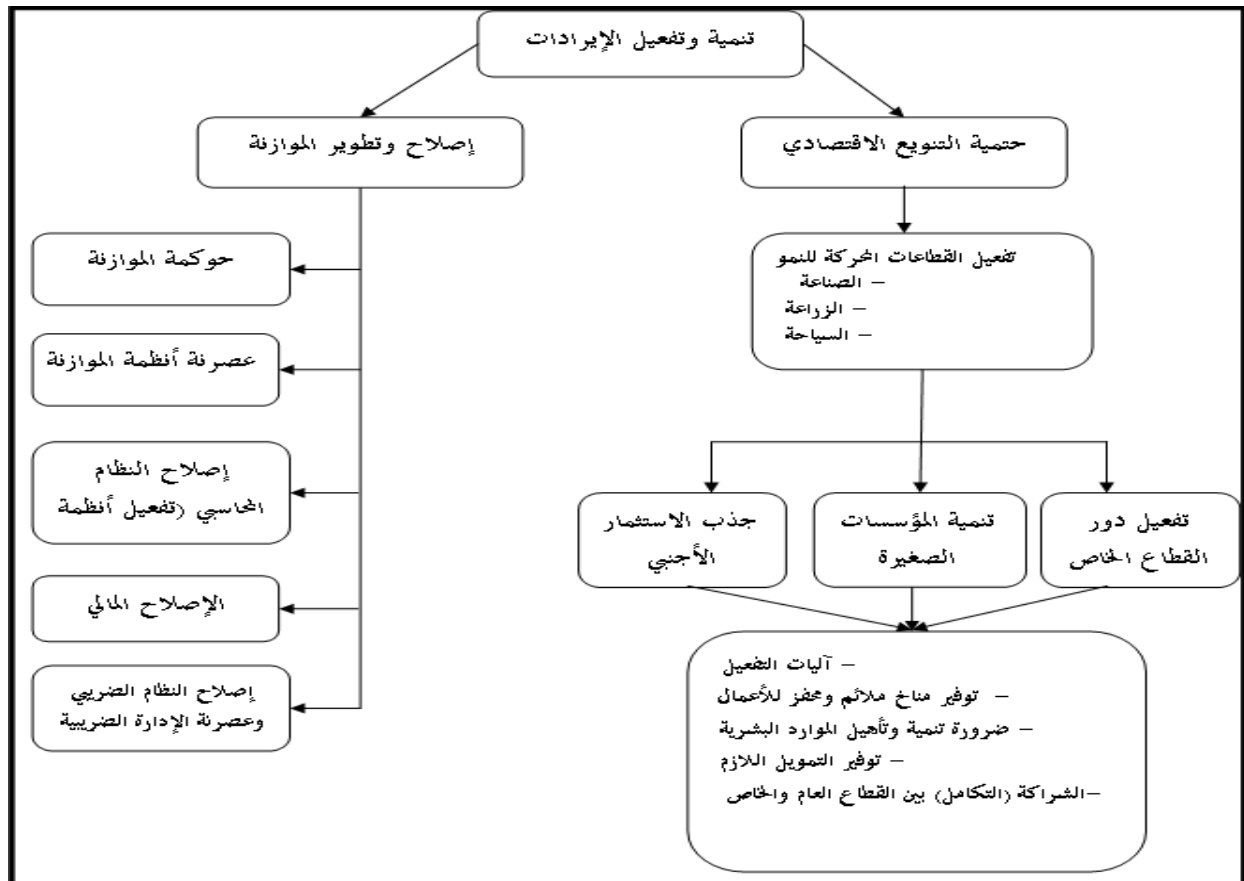 تنمية وتفعيل الإيرادات
حتمية التنويع الاقتصادي
إصلاح وتطوير الموازنة
تفعيل القطاعات المحركة للنمو
– الصناعة
– الزراعة
– السياحة
تفعيل دور
القطاع الخاص
تنمية المؤسسات
الصغيرة
جذب الاستثمار
الأجنبي
– آليات التفعيل
– توفير مناخ ملائم ومحفز للأعمال
– ضرورة تنمية وتأهيل الموارد البشرية
– توفير التمويل اللازم
–الشراكة (التكامل) بين القطاع العام والخاص
حوكمة الموازنة
عصرنة أنظمة الموازنة
إصلاح النظام
المحاسبي (تفعيل أنظمة
الإصلاح المالي
إصلاح النظام الضريبي
وعصرنة الإدارة الضريبية